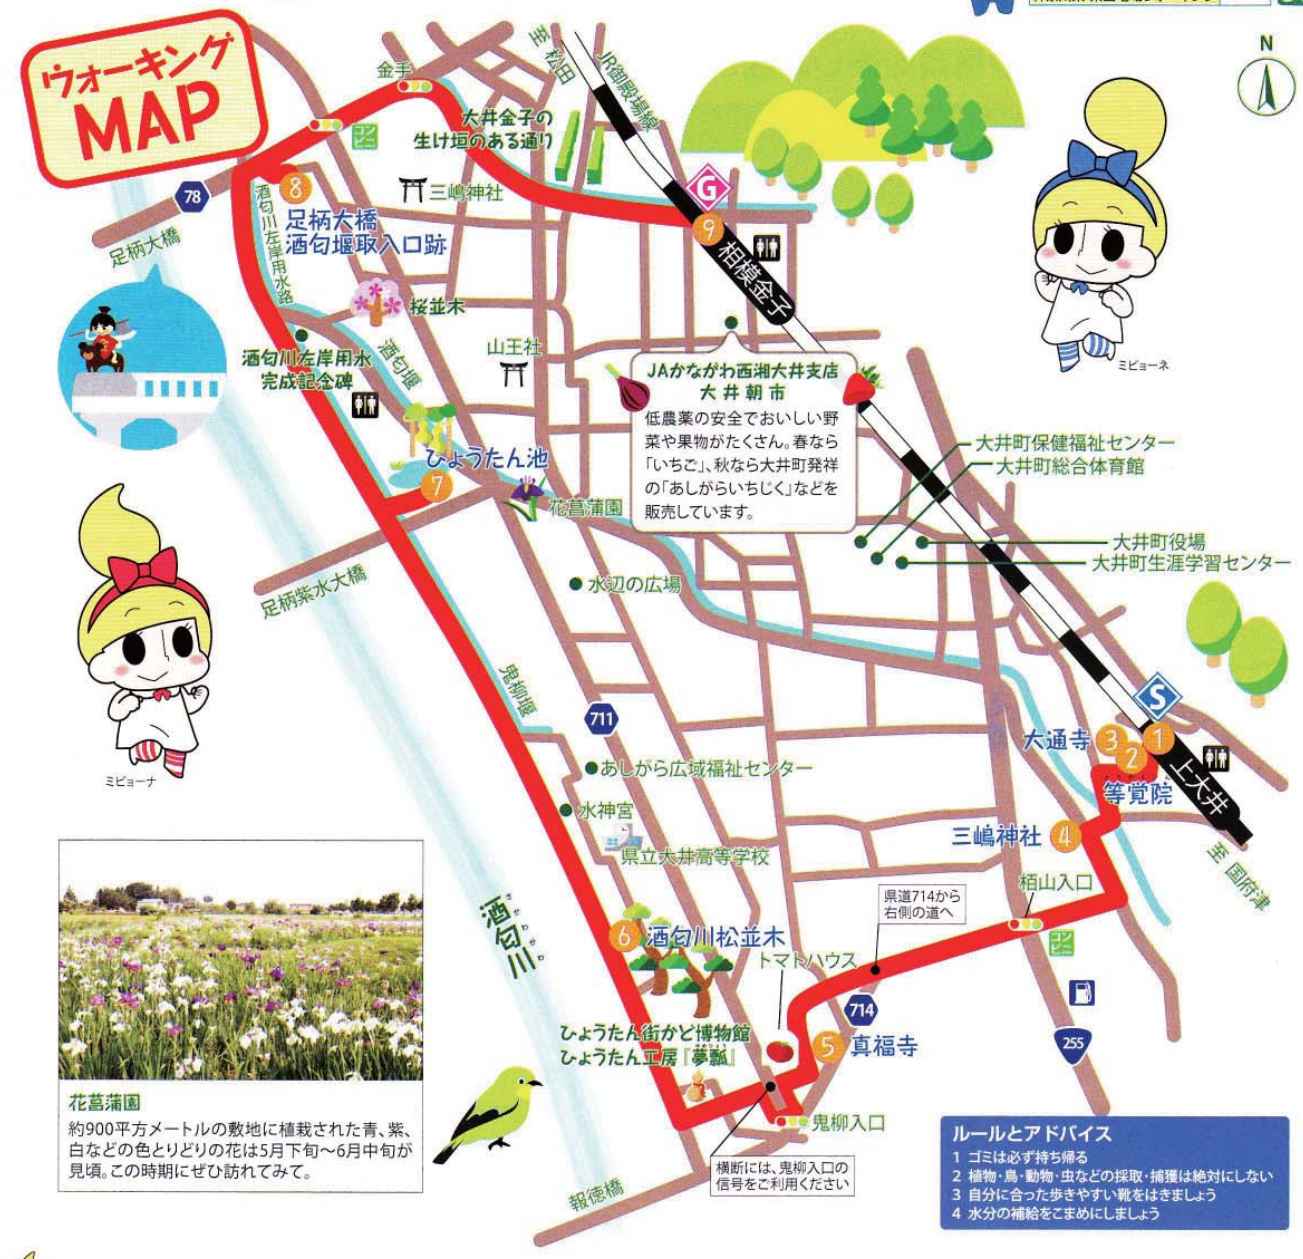 ウォーキング
MAP
N
至 松田
JR御殿場線
金手
コンビニ
大井金子の
生け垣のある通り
三嶋神社
78
足柄大橋
酒匂川左岸用水路
8
足柄大橋
酒匂堰取入口跡
G
9
相模金子
桜並木
酒匂堰
山王社
酒匂川左岸用水
完成記念碑
JAかながわ西湘大井支店
大井朝市
低農薬の安全でおいしい野
菜や果物がたくさん。春なら
「いちご」、秋なら大井町発祥
の「あしがらいちじく」などを
販売しています。
ミピョーネ
大井町保健福祉センター
大井町総合体育館
大井町役場
大井町生涯学習センター
ひょうたん池
7
花菖蒲園
足柄紫水大橋
水辺の広場
鬼柳堰
711
ミピョーナ
あしがら広域福祉センター
水神宮
県立大井高等学校
S
1
2
3
大通寺
等覚院
上大井
至 国府津
三嶋神社
4
栢山入口
コンビニ
県道714から
右側の道へ
酒匂川
さかわがわ
6
酒匂川松並木
トマトハウス
714
5
真福寺
255
ひょうたん街かど博物館
ひょうたん工房『夢瓢』
鬼柳入口
横断には、鬼柳入口の
信号をご利用ください
報徳橋
花菖蒲園
約900平方メートルの敷地に植栽された青、紫、
白などの色とりどりの花は5月下旬〜6月中旬が
見頃。この時期にぜひ訪れてみて。
ルールとアドバイス
1 ゴミは必ず持ち帰る
2 植物・鳥・動物・虫などの採取・捕獲は絶対にしない
3 自分に合った歩きやすい靴をはきましょう
4 水分の補給をこまめにしましょう